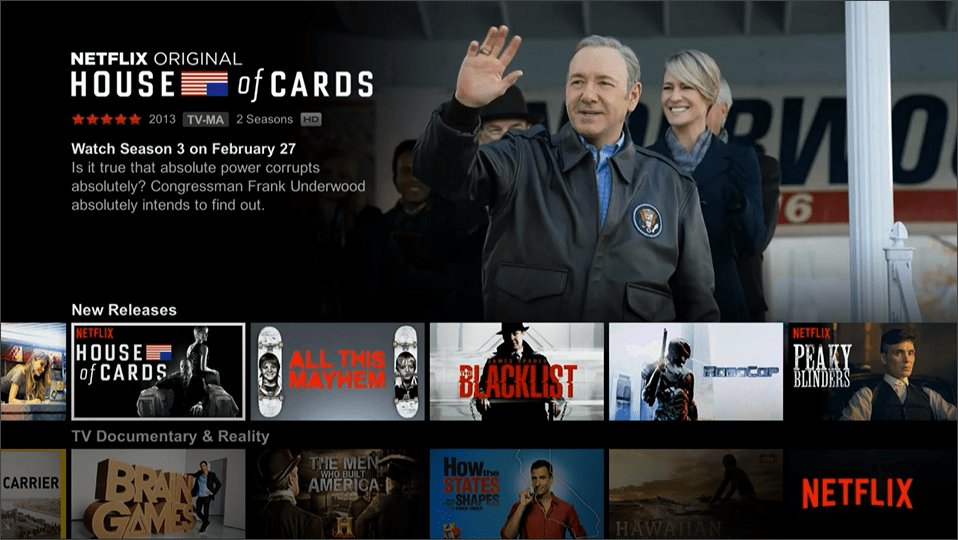 NETFLIX ORIGINAL
HOUSE of CARDS
2013 TV-MA 2 Seasons HD
Watch Season 3 on February 27
Is it true that absolute power corrupts
absolutely? Congressman Frank Underwood
absolutely intends to find out.
New Releases
NETFLIX
HOUSE
of CARDS
ALL THIS
MAYHEM
JAMES SPADER
THE BLACKLIST
ROBOCOP
NETFLIX
PEAKY
BLINDERS
TV Documentary & Reality
CARRIER
BRAIN
GAMES
THE MEN
WHO BUILT
AMERICA
H
How the
STATES
GOT THEIR
SHAPES
HAWAIIAN
NETFLIX